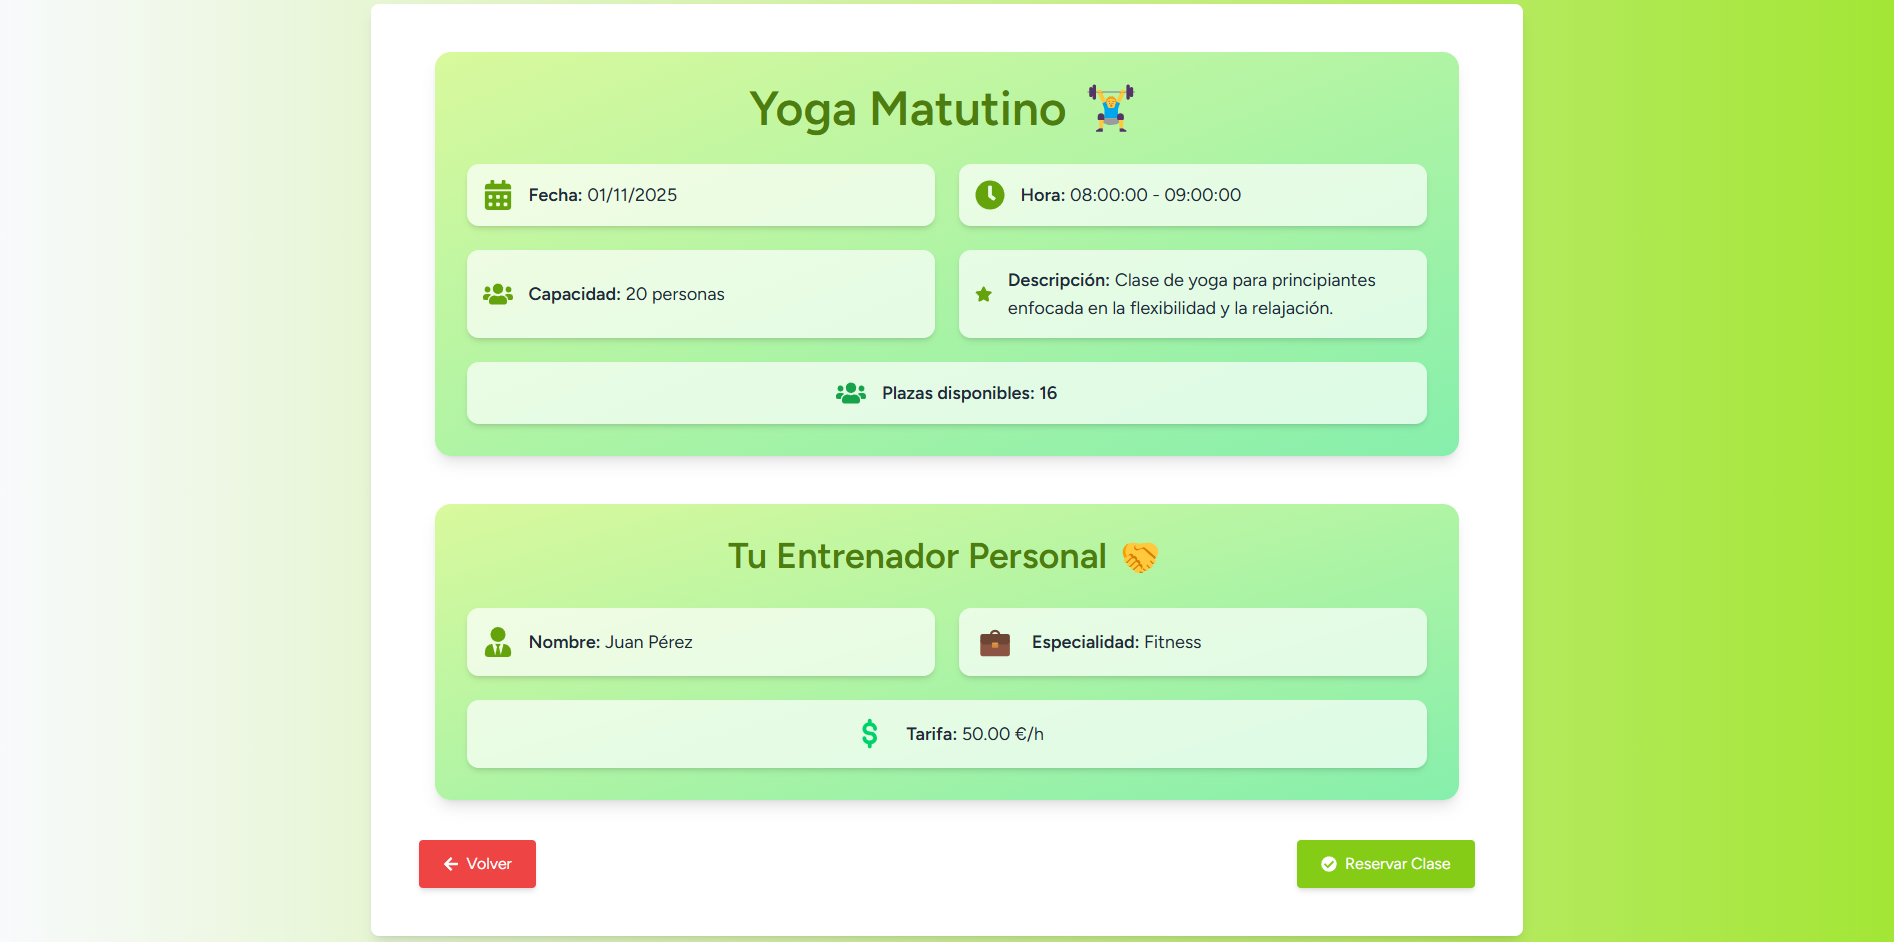 Yoga Matutino
Fecha: 01/11/2025
Hora: 08:00:00 - 09:00:00
Capacidad: 20 personas
Descripción: Clase de yoga para principiantes
enfocada en la flexibilidad y la relajación.
Plazas disponibles: 16
Tu Entrenador Personal
Nombre: Juan Pérez
Especialidad: Fitness
$ Tarifa: 50.00 €/h
Volver
Reservar Clase